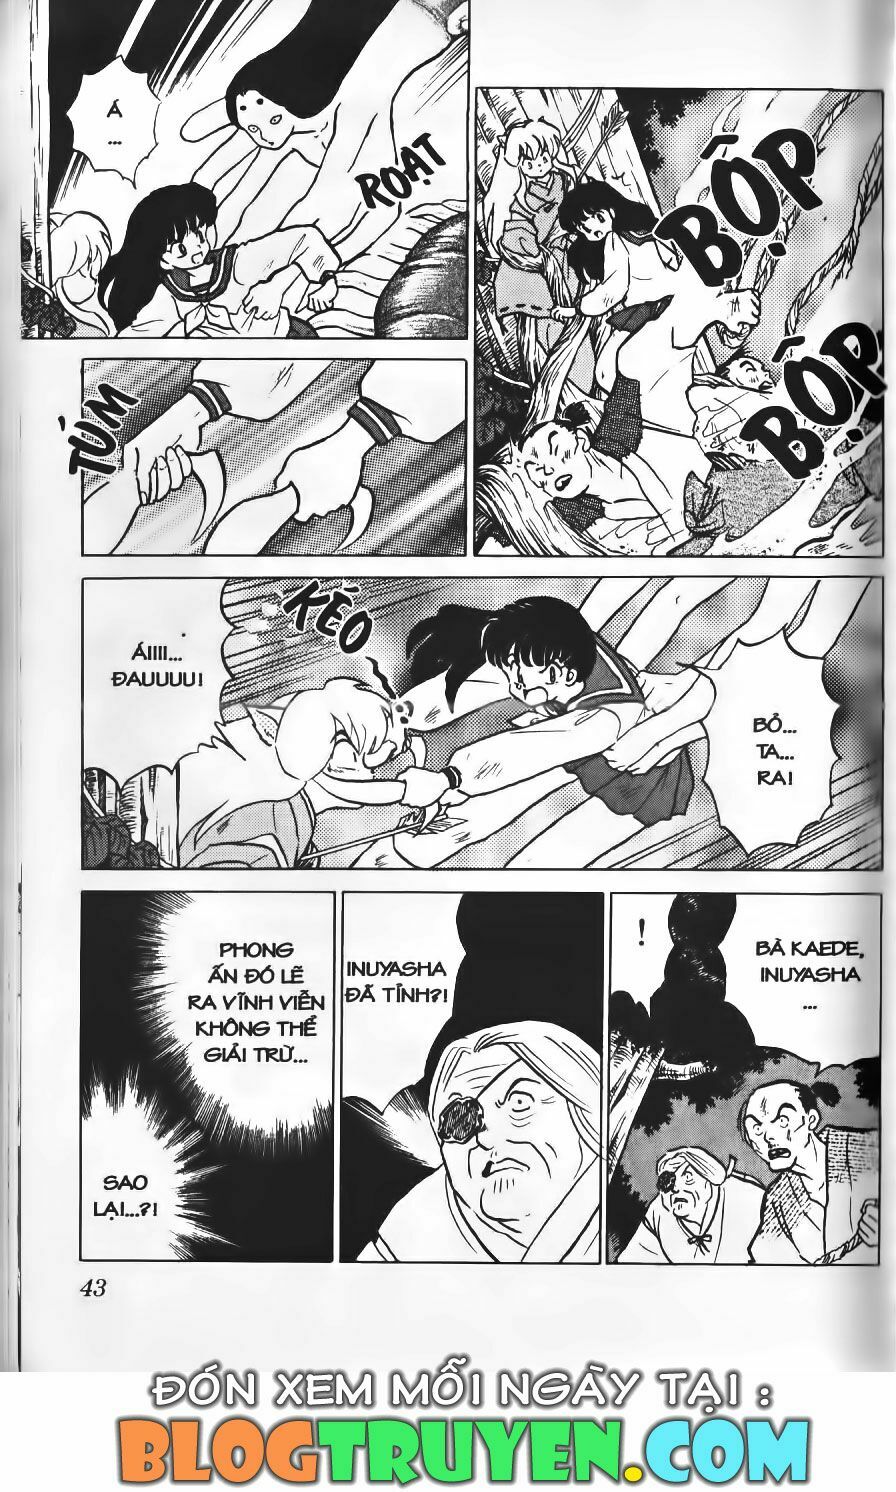 BỐP
BỐP
Á
...
ROẠT
TÚM
BỎ...
TA...
RA!
KÉO
ÁIIII...
ĐAUUUU!
BÀ KAEDE,
INUYASHA
...
!
INUYASHA
ĐÃ TỈNH?!
PHONG
ẤN ĐÓ LẼ
RA VĨNH VIỄN
KHÔNG THỂ
GIẢI TRỪ...
SAO
LẠI...?!
43
ĐÓN XEM MỖI NGÀY TẠI :
BLOGTRUYEN.COM